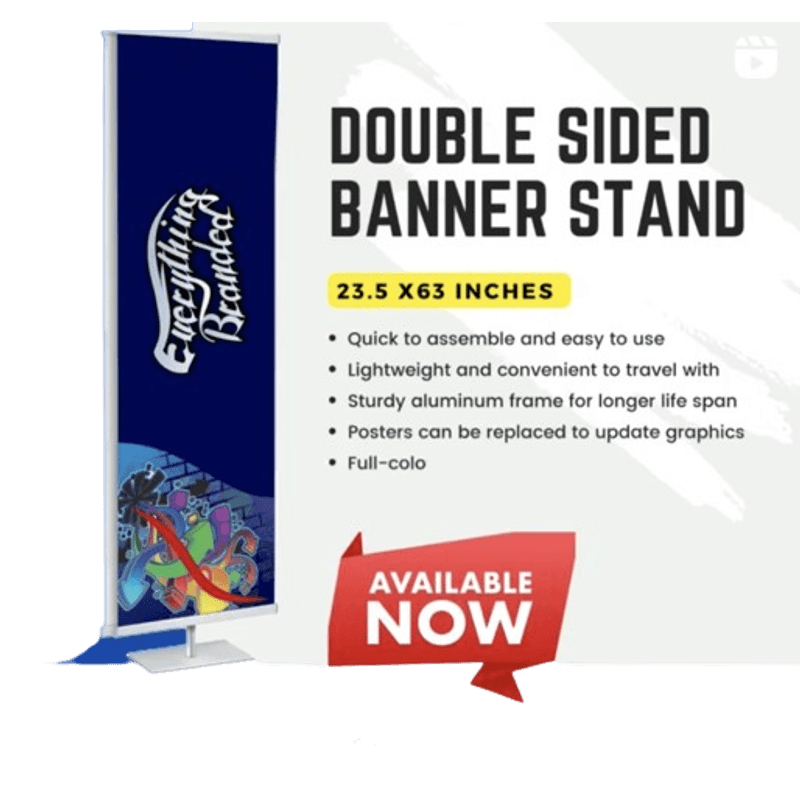 Everything
Branded
DOUBLE SIDED
BANNER STAND
23.5 X63 INCHES
• Quick to assemble and easy to use
• Lightweight and convenient to travel with
• Sturdy aluminum frame for longer life span
• Posters can be replaced to update graphics
• Full-colo
AVAILABLE
NOW